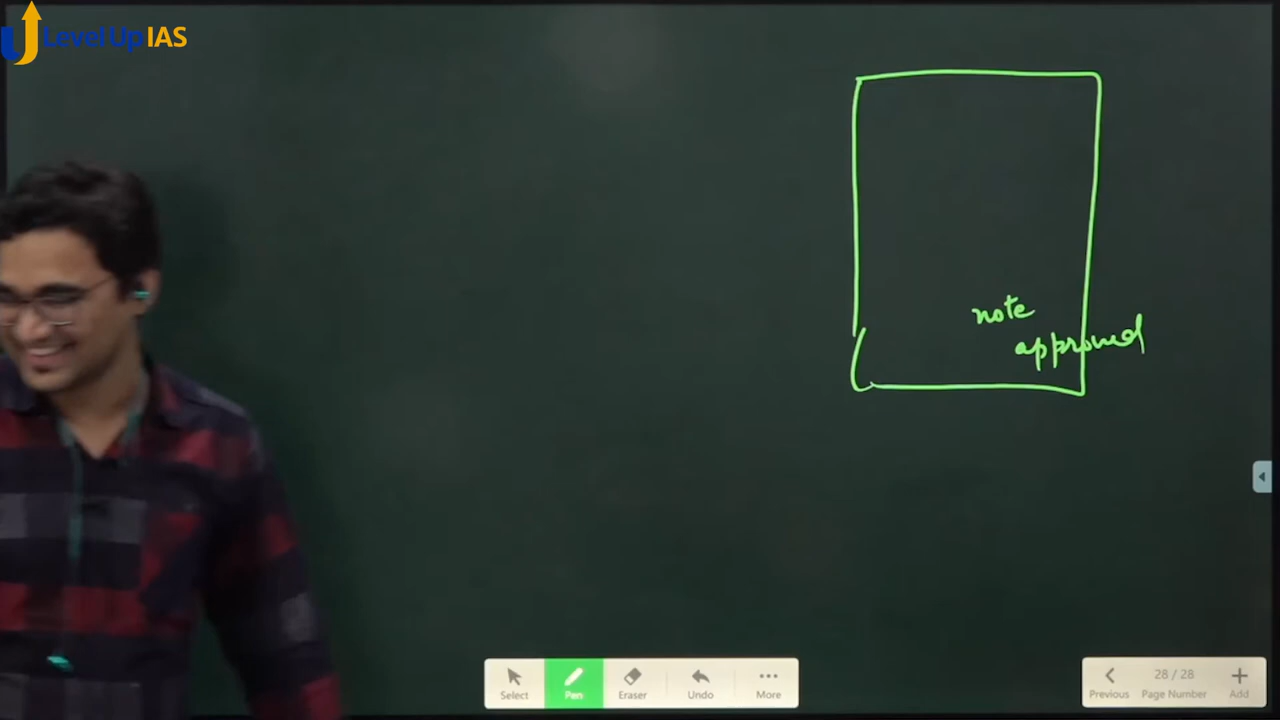 Level Up IAS
note
approved
Select
Pen
Eraser
Undo
More
Previous
28 / 28
Page Number
Add